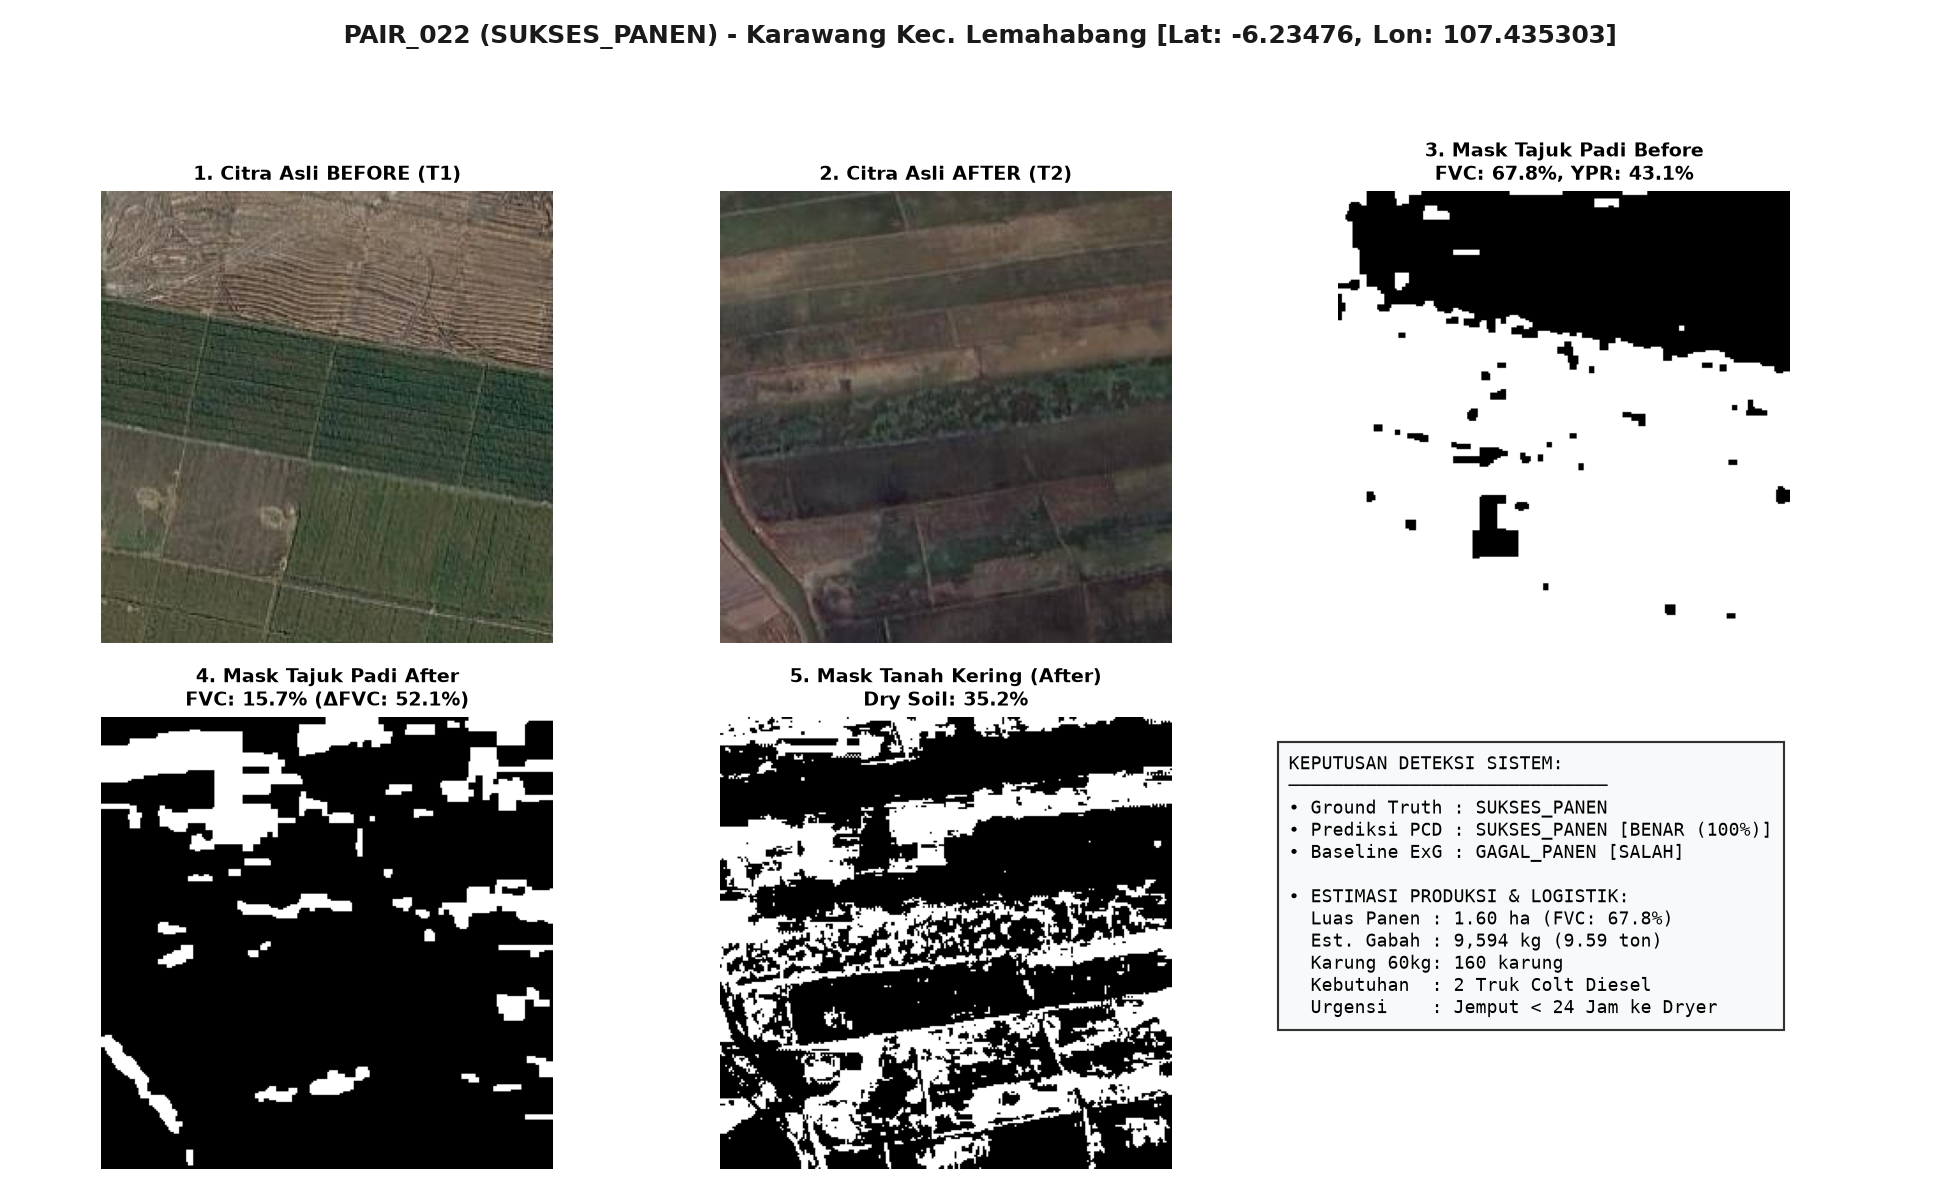 PAIR_022 (SUKSES_PANEN) - Karawang Kec. Lemahabang [Lat: -6.23476, Lon: 107.435303]
1. Citra Asli BEFORE (T1)
2. Citra Asli AFTER (T2)
3. Mask Tajuk Padi Before
FVC: 67.8%, YPR: 43.1%
4. Mask Tajuk Padi After
FVC: 15.7% (ΔFVC: 52.1%)
5. Mask Tanah Kering (After)
Dry Soil: 35.2%
KEPUTUSAN DETEKSI SISTEM:
• Ground Truth : SUKSES_PANEN
• Prediksi PCD : SUKSES_PANEN [BENAR (100%)]
• Baseline ExG : GAGAL_PANEN [SALAH]
• ESTIMASI PRODUKSI & LOGISTIK:
Luas Panen : 1.60 ha (FVC: 67.8%)
Est. Gabah : 9,594 kg (9.59 ton)
Karung 60kg: 160 karung
Kebutuhan  : 2 Truk Colt Diesel
Urgensi    : Jemput < 24 Jam ke Dryer